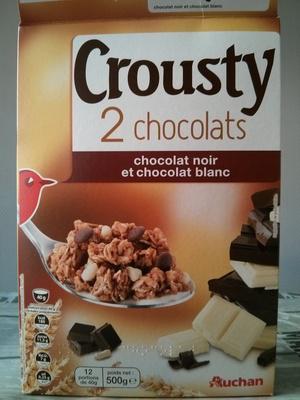 chocolat noir et chocolat blanc
Crousty
2 chocolats
chocolat noir
et chocolat blanc
40 g
12
portions
de 40g
poids net :
500g e
Auchan